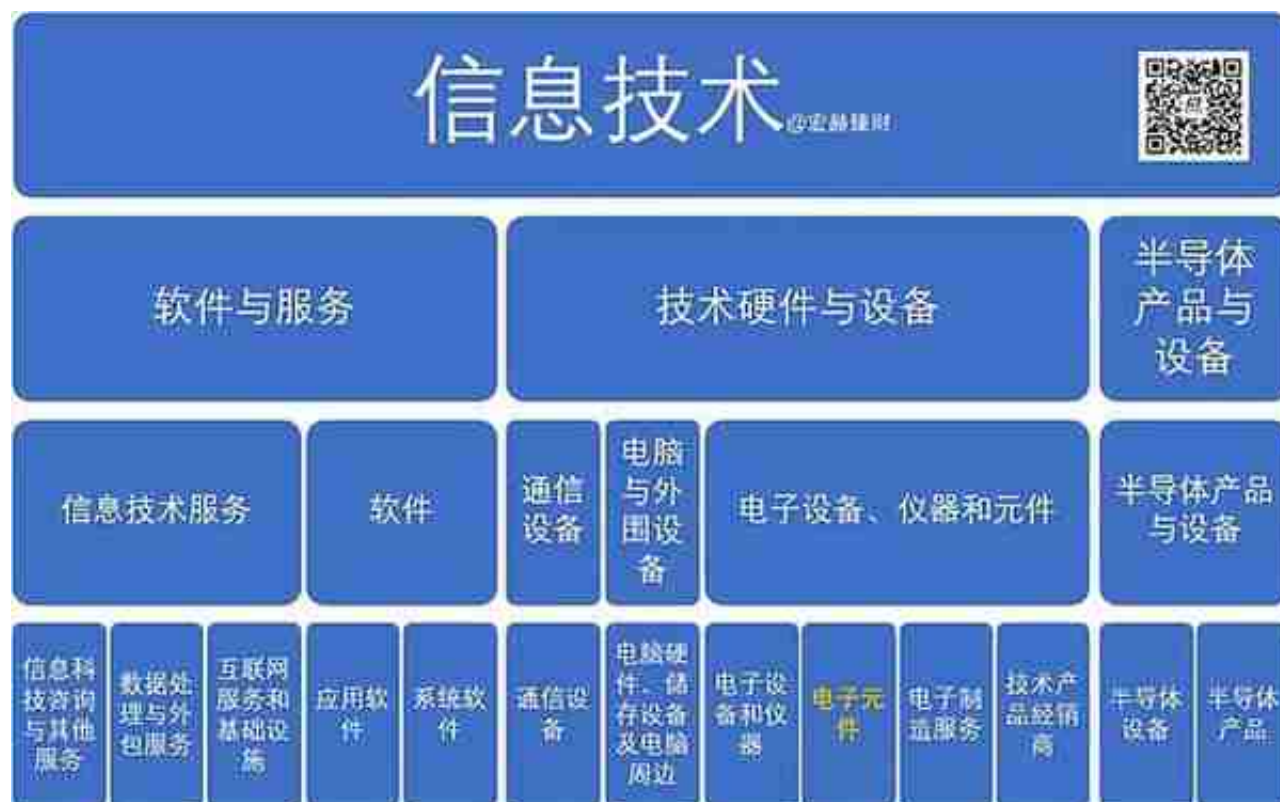 信息技术
@宏赫臻财
软件与服务
技术硬件与设备
半导体
产品与
设备
信息技术服务
软件
通信
设备
电脑
与外
围设
备
电子设备、仪器和元件
半导体产品
与设备
信息科
技咨询
与其他
服务
数据处
理与外
包服务
互联网
服务和
基础设
施
应用软
件
系统软
件
通信设
备
电脑硬
件、储
存设备
及电脑
周边
电子设
备和仪
器
电子元
件
电子制
造服务
技术产
品经销
商
半导体
设备
半导体
产品